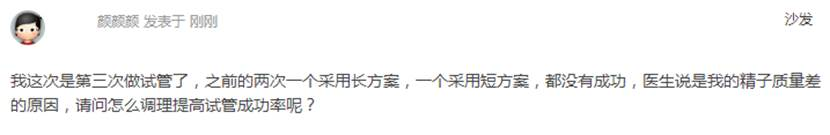 颜颜颜 发表于 刚刚
沙发
我这次是第三次做试管了，之前的两次一个采用长方案，一个采用短方案，都没有成功，医生说是我的精子质量差
的原因，请问怎么调理提高试管成功率呢？